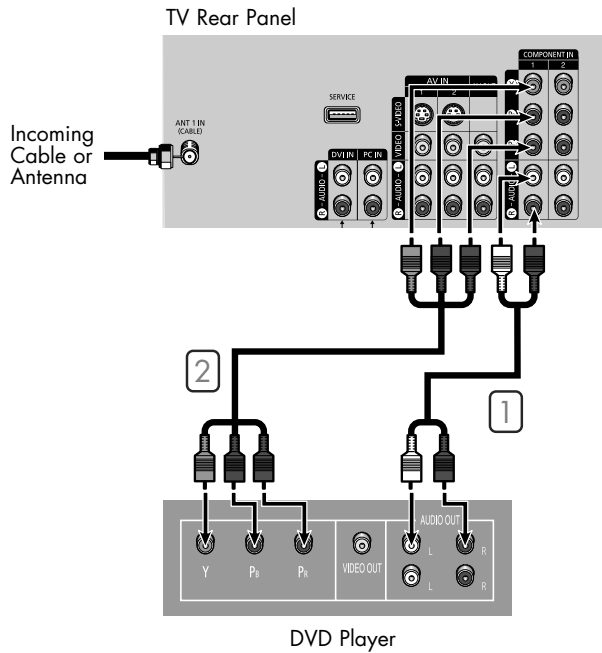 TV Rear Panel
COMPONENT IN
1 2
AV IN
1 2
SERVICE
ANT 1 IN
(CABLE)
S-VIDEO
VIDEO
Incoming
Cable or
Antenna
DVI IN
PC IN
R - AUDIO - L
R - AUDIO - L
R - AUDIO - L
2
1
AUDIO OUT
Y
PB
PR
VIDEO OUT
L
R
L
R
DVD Player